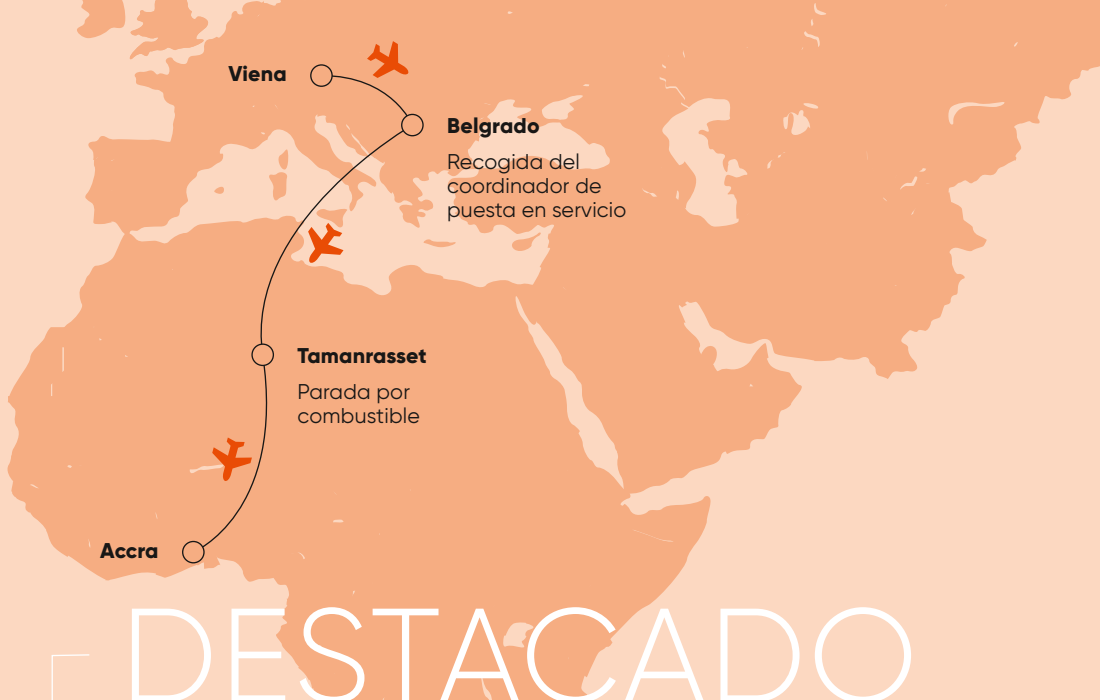 Viena
Belgrado
Recogida del
coordinador de
puesta en servicio
Tamanrasset
Parada por
combustible
Accra
DESTACADO